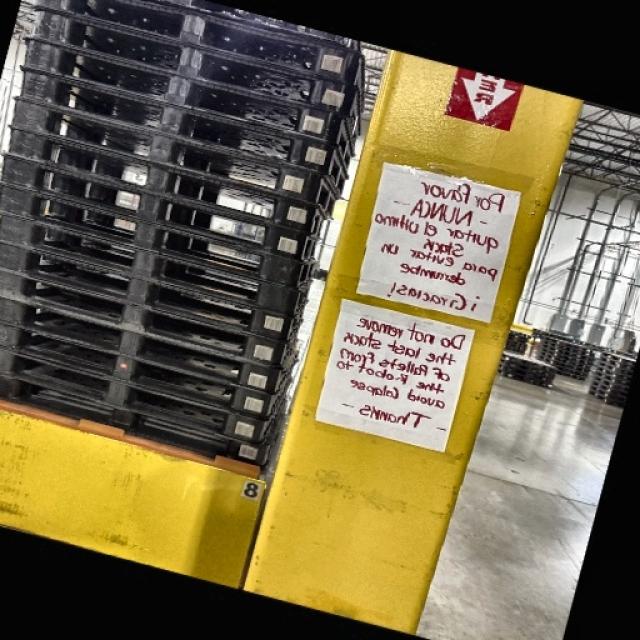 Por favor
- NUNCA -
quitar el ultimo
Stack
para evitar un
derrumbe
¡Gracias!
Do not remove
the last stack
of Pallets from
the Robot to
avoid Colapse
- Thanks -
8